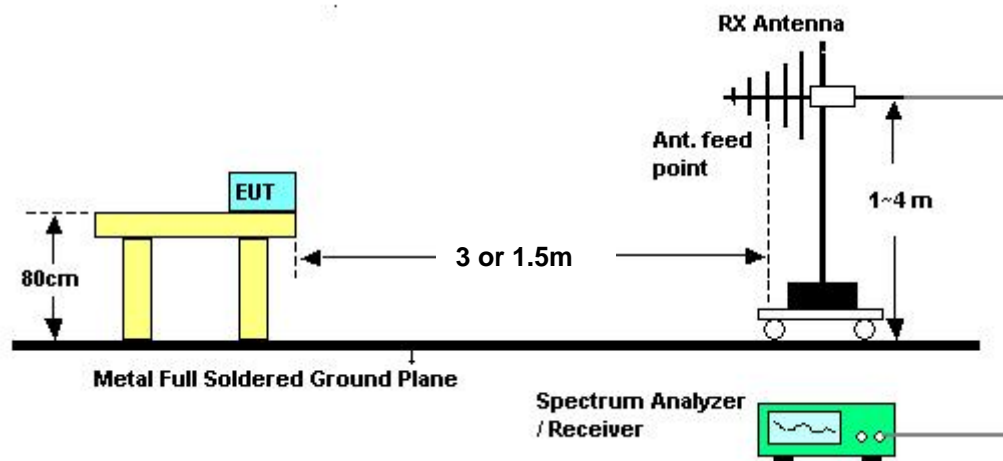 RX Antenna
Ant. feed
point
EUT
1~4 m
3 or 1.5m
80cm
Metal Full Soldered Ground Plane
Spectrum Analyzer
/ Receiver